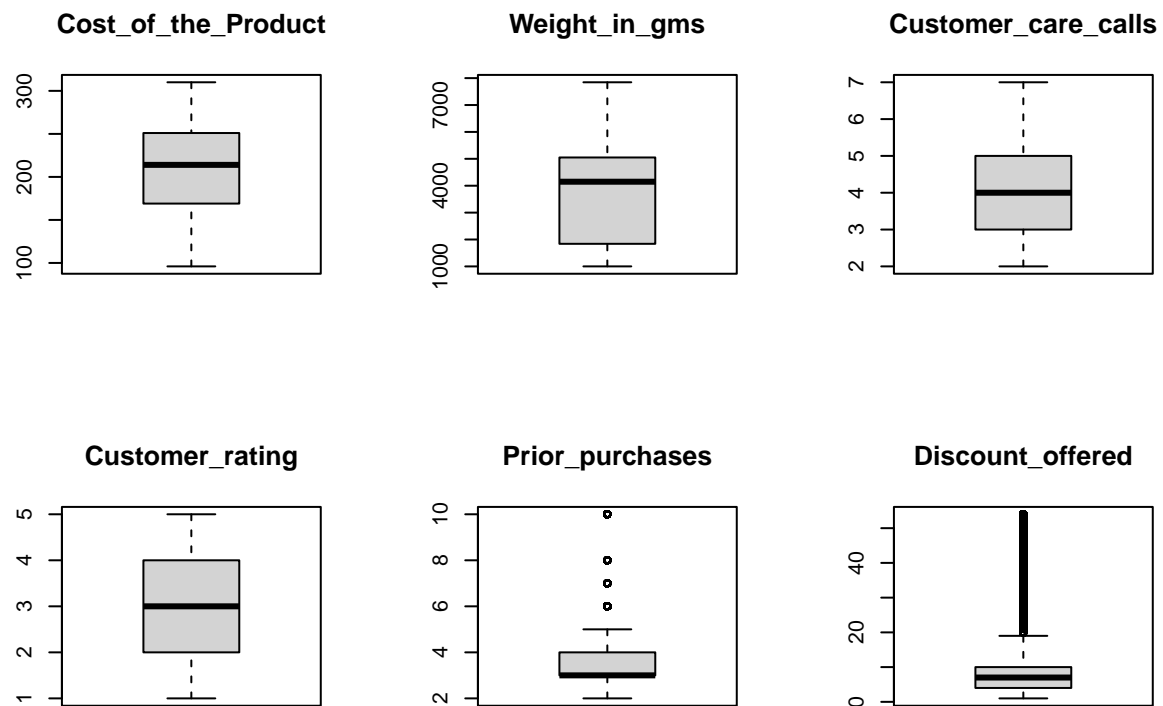 Cost_of_the_Product
Weight_in_gms
Customer_care_calls
100 200 300
1000 4000 7000
2 3 4 5 6 7
Customer_rating
Prior_purchases
Discount_offered
1 2 3 4 5
2 4 6 8 10
0 20 40